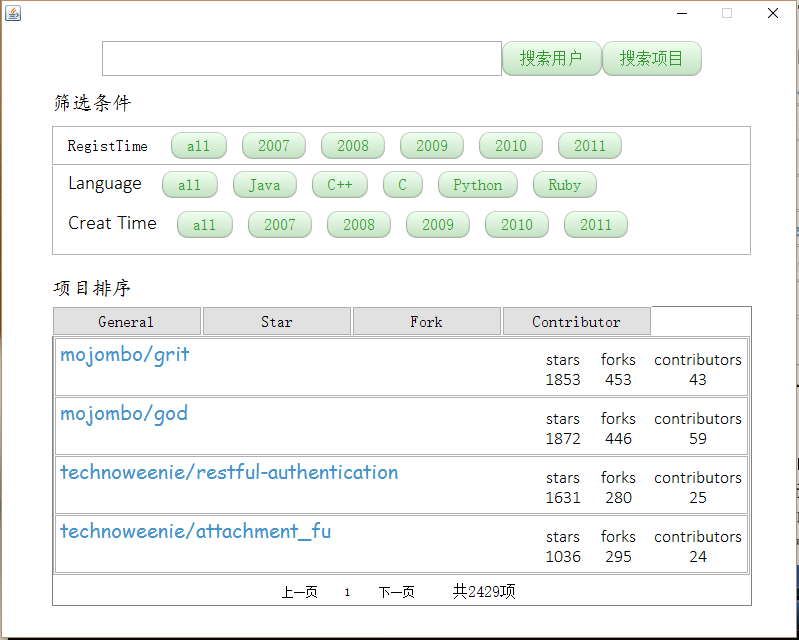 搜索用户 搜索项目
筛选条件
RegistTime all 2007 2008 2009 2010 2011
Language all Java C++ C Python Ruby
Creat Time all 2007 2008 2009 2010 2011
项目排序
General Star Fork Contributor
mojombo/grit stars forks contributors
1853 453 43
mojombo/god stars forks contributors
1872 446 59
technoweenie/restful-authentication stars forks contributors
1631 280 25
technoweenie/attachment_fu stars forks contributors
1036 295 24
上一页 1 下一页 共2429项